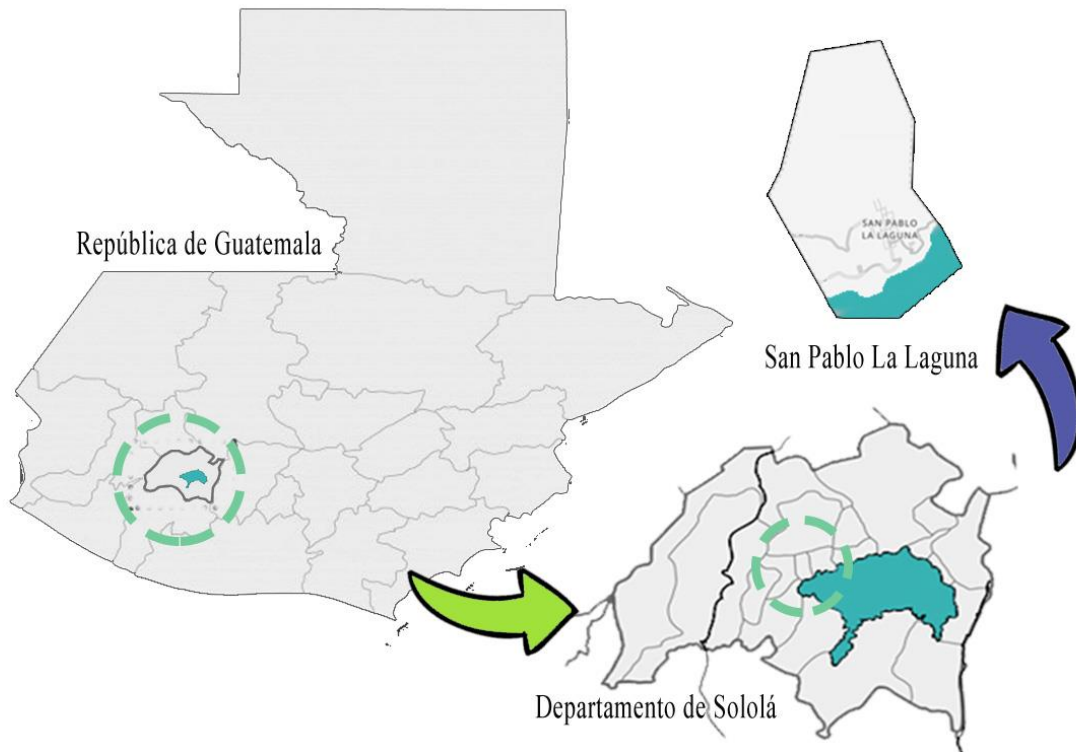 República de Guatemala
SAN PABLO
LA LAGUNA
San Pablo La Laguna
Departamento de Sololá